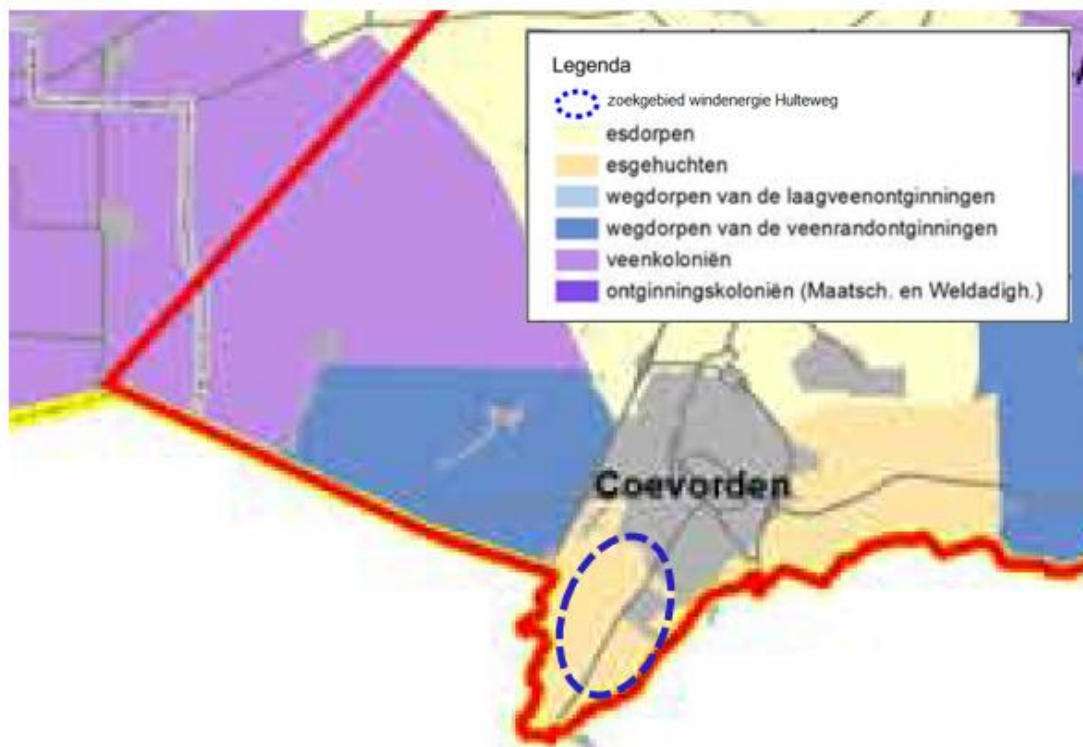 Legenda
zoekgebied windenergie Hulteweg
esdorpen
esgehuchten
wegdorpen van de laagveenontginningen
wegdorpen van de veenrandontginningen
veenkoloniën
ontginningskoloniën (Maatsch. en Weldadigh.)
Coevorden